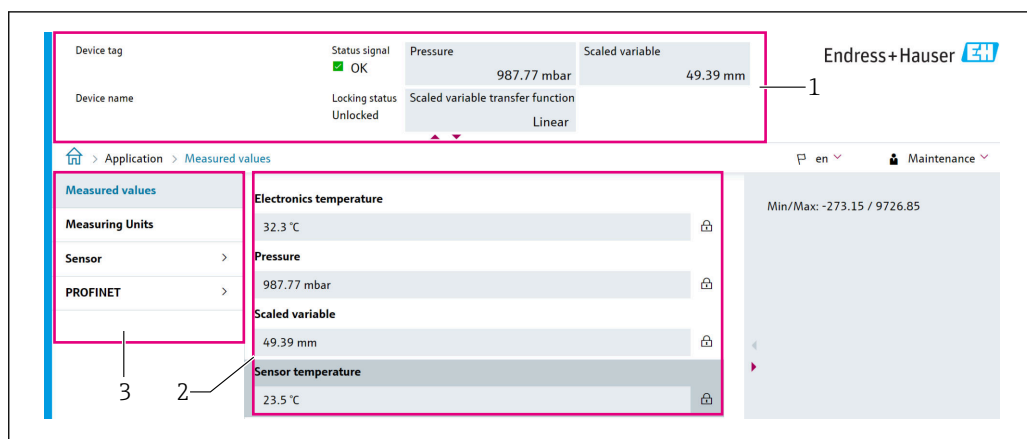 Device tag
Status signal
OK
Pressure
987.77 mbar
Scaled variable
49.39 mm
Endress+Hauser EH
1
Device name
Locking status
Unlocked
Scaled variable transfer function
Linear
> Application > Measured values
en
Maintenance
Measured values
Measuring Units
Sensor >
PROFINET >
3
Electronics temperature
32.3 °C
Pressure
987.77 mbar
Scaled variable
49.39 mm
2
Sensor temperature
23.5 °C
Min/Max: -273.15 / 9726.85